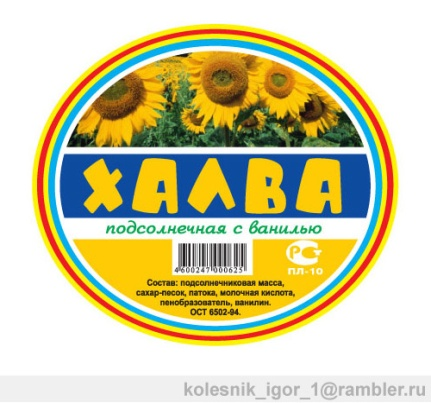 ХАЛВА
подсолнечная с ванилью
4600247000625
ПЛ-10
Состав: подсолнечниковая масса,
сахар-песок, патока, молочная кислота,
пенобразователь, ванилин.
ОСТ 6502-94.
kolesnik_igor_1@rambler.ru